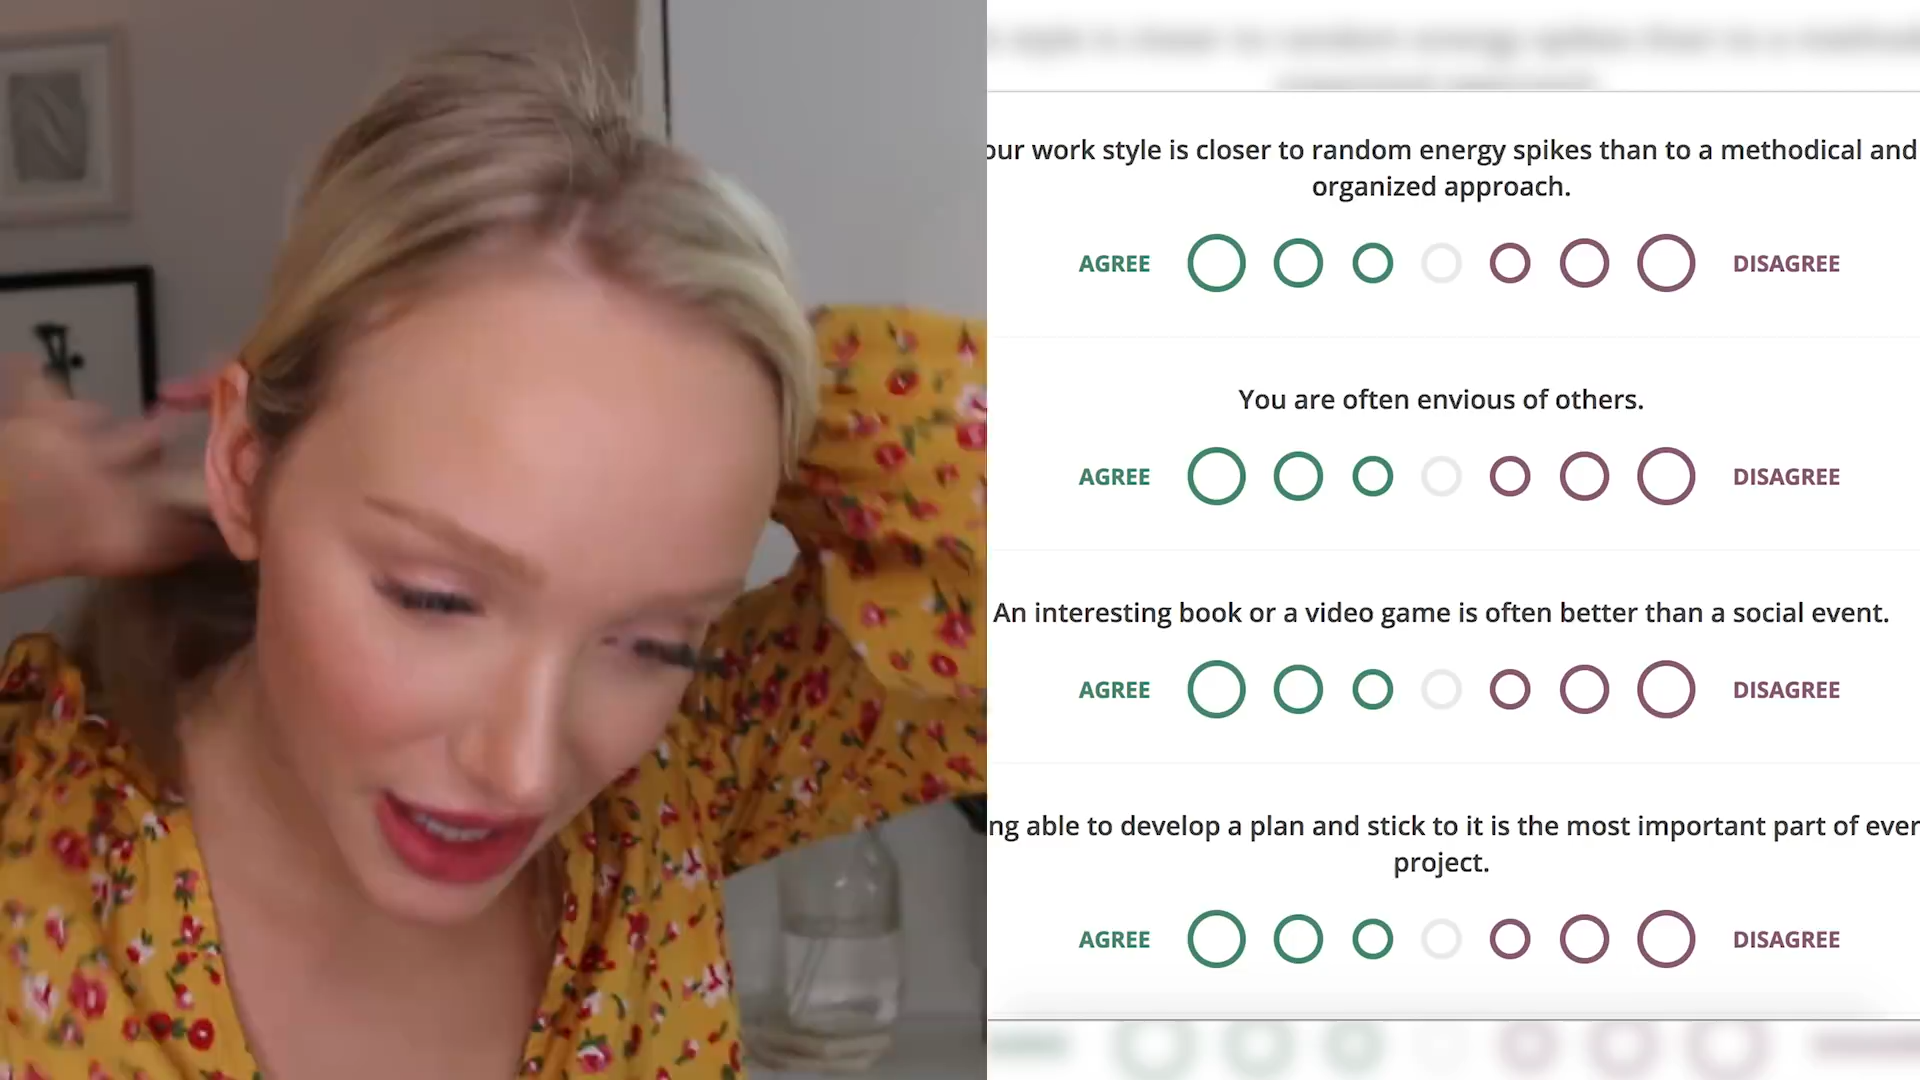 our work style is closer to random energy spikes than to a methodical and
organized approach.
AGREE DISAGREE
You are often envious of others.
AGREE DISAGREE
An interesting book or a video game is often better than a social event.
AGREE DISAGREE
ng able to develop a plan and stick to it is the most important part of ever
project.
AGREE DISAGREE